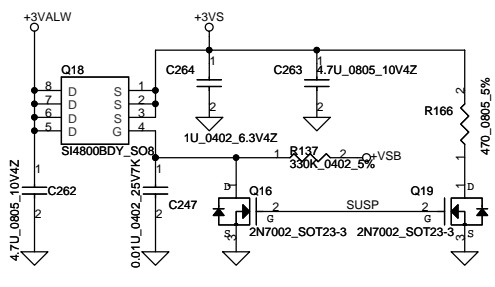 +3VALW
+3VS
Q18
8 D S 1
7 D S 2
6 D S 3
5 D G 4
SI4800BDY_SO8
1
C264
2
1U_0402_6.3V4Z
1
C263
2
4.7U_0805_10V4Z
2
R166
1
470_0805_5%
1
C262
2
4.7U_0805_10V4Z
1
C247
2
0.01U_0402_25V7K
1 R137 2
330K_0402_5%
+VSB
1
D
Q16
2
G
S
3
2N7002_SOT23-3
SUSP
1
D
Q19
2
G
S
3
2N7002_SOT23-3